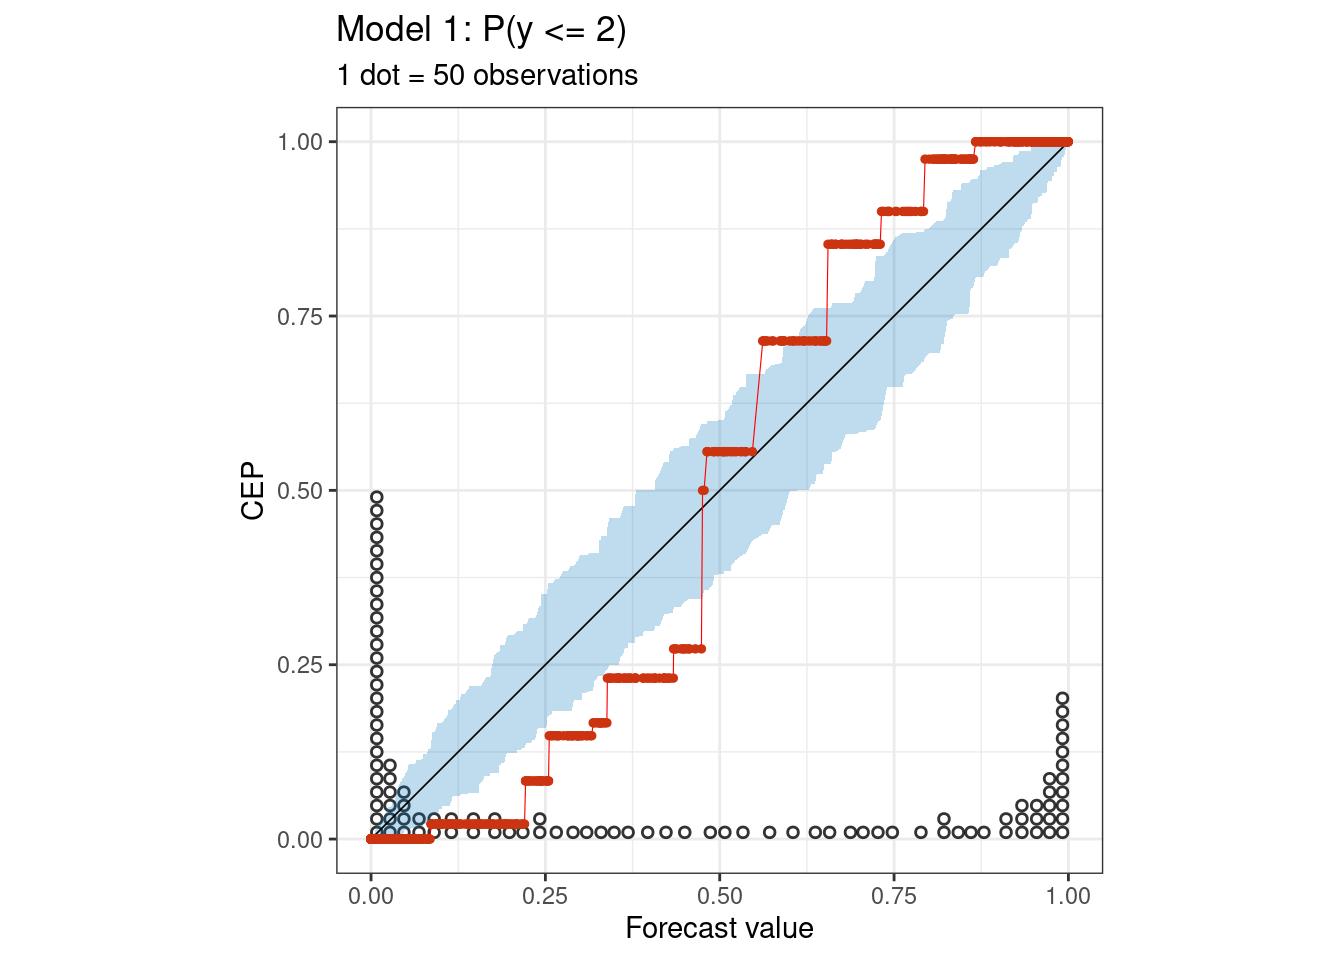 Model 1: P(y <= 2)
1 dot = 50 observations
1.00
0.75
0.50
0.25
0.00
CEP
0.00 0.25 0.50 0.75 1.00
Forecast value